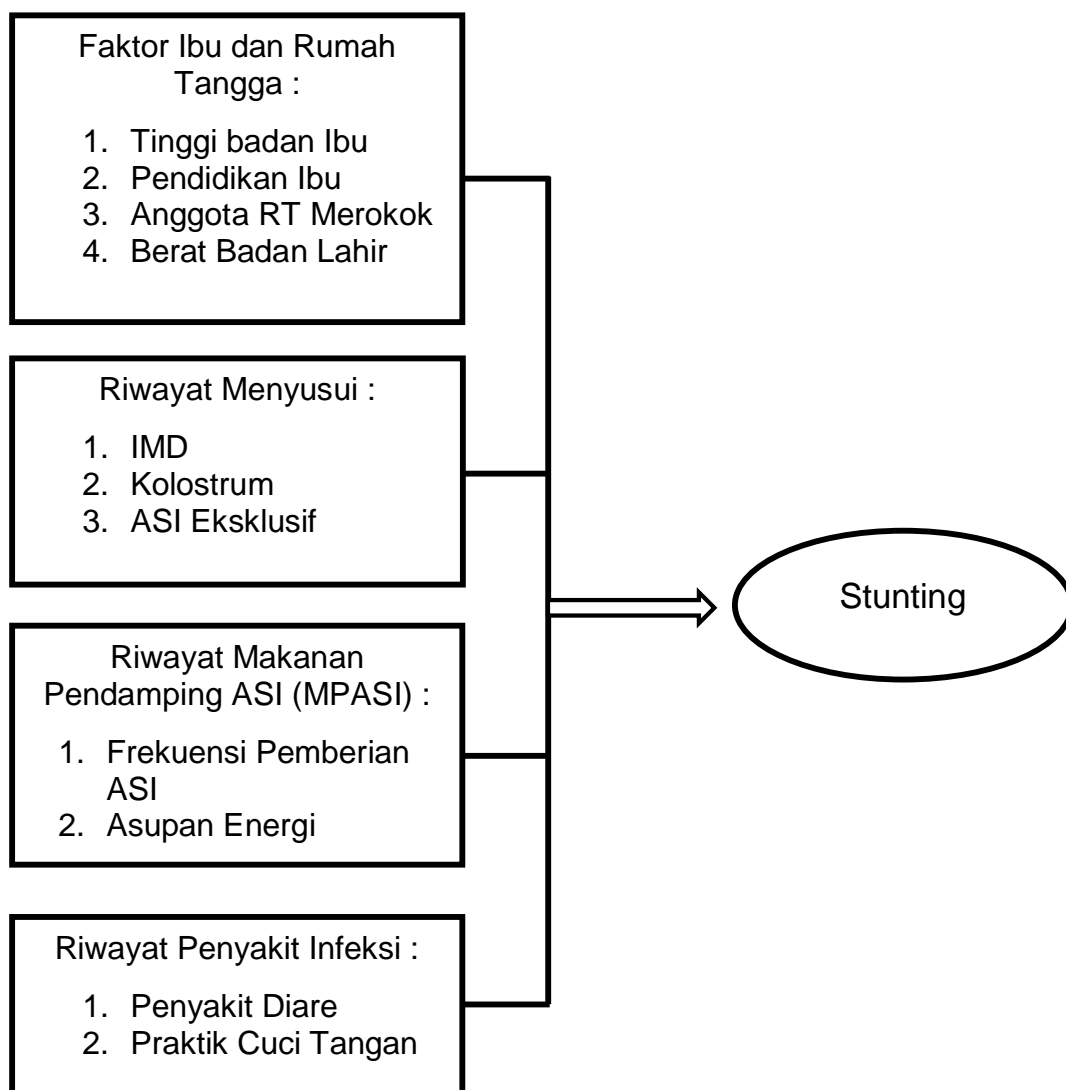 Faktor Ibu dan Rumah
Tangga :
1. Tinggi badan Ibu
2. Pendidikan Ibu
3. Anggota RT Merokok
4. Berat Badan Lahir
Riwayat Menyusui :
1. IMD
2. Kolostrum
3. ASI Eksklusif
Riwayat Makanan
Pendamping ASI (MPASI) :
1. Frekuensi Pemberian
ASI
2. Asupan Energi
Riwayat Penyakit Infeksi :
1. Penyakit Diare
2. Praktik Cuci Tangan
Stunting